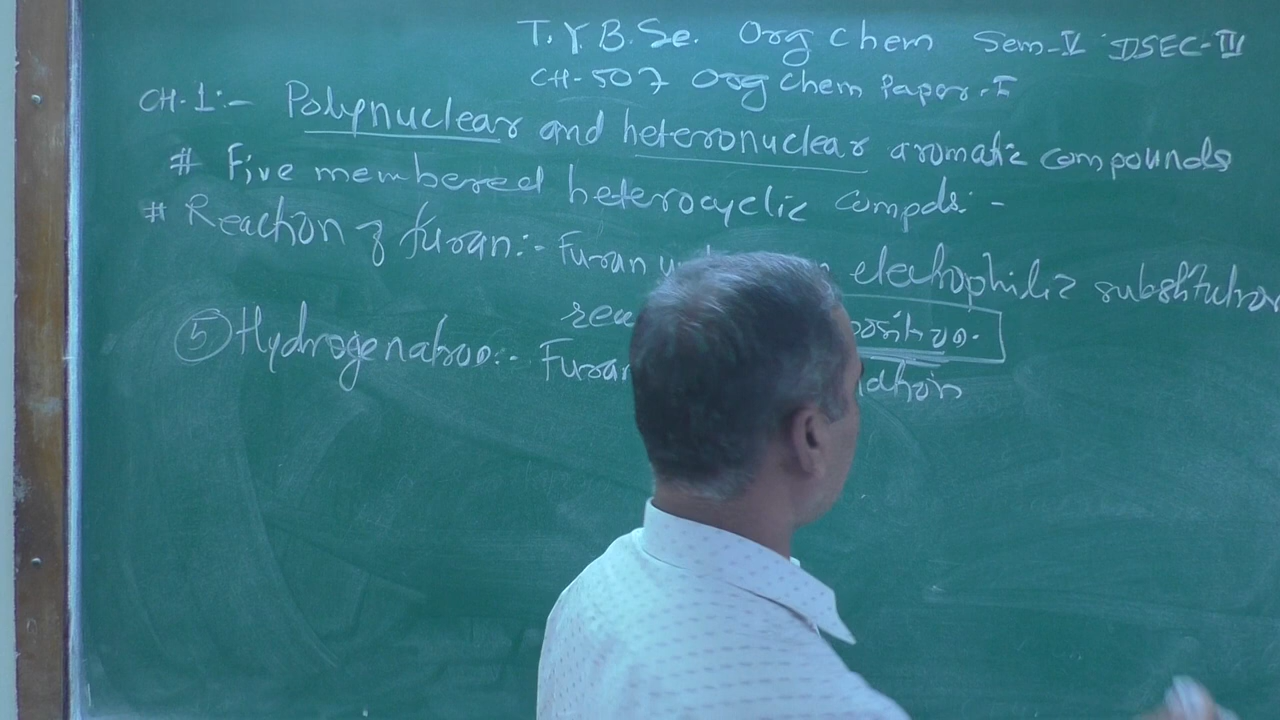 T.Y.B.Sc. Org Chem Sem-V DSEC-III
CH-507 Org Chem Paper-I
CH-1:- Polynuclear and heteronuclear aromatic compounds
# Five membered heterocyclic compds:-
# Reaction of furan:- Furan electrophilic substitution
position.
⑤ Hydrogenation:- Furan